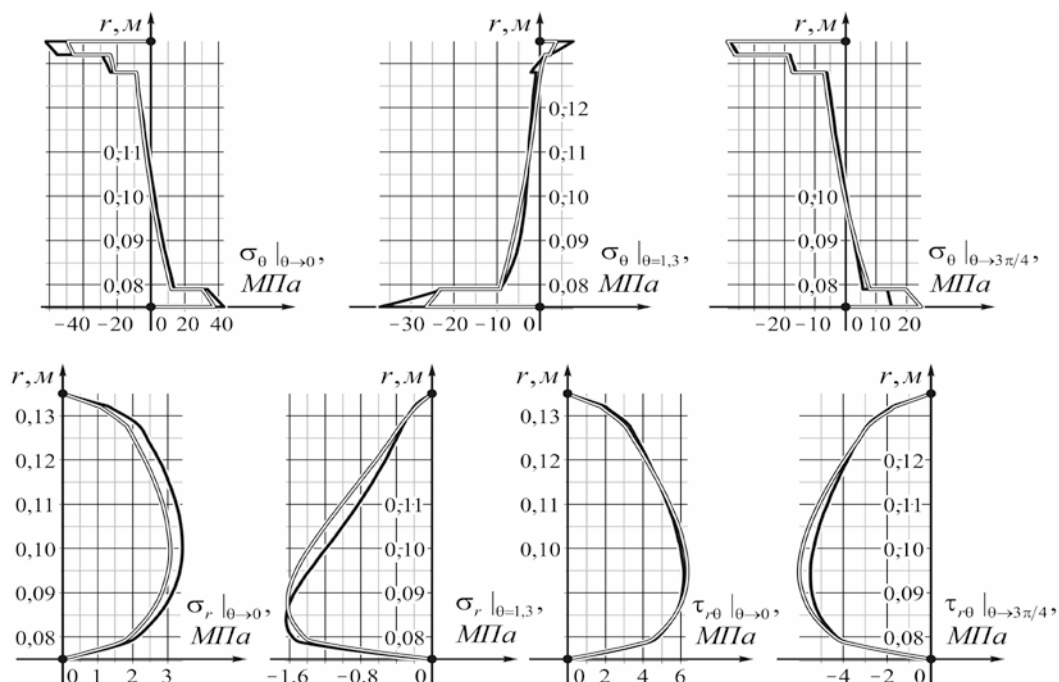 r, м
r, м
r, м
0,11
0,10
0,09
0,08
σθ |θ→0,
МПа
−40 −20 0 20 40
0,12
0,11
0,10
0,09
0,08
σθ |θ=1,3,
МПа
−30 −20 −10 0
0,10
0,09
0,08
σθ |θ→3π/4,
МПа
−20 −10 0 10 20
r, м
r, м
r, м
r, м
0,13
0,12
0,11
0,10
0,09
0,08
σr |θ→0,
МПа
0 1 2 3
0,13
0,12
0,11
0,10
0,09
0,08
σr |θ=1,3,
МПа
−1,6 −0,8 0
0,13
0,12
0,11
0,10
τrθ |θ→0,
МПа
0 2 4 6
0,13
0,12
0,11
0,10
0,09
0,08
τrθ |θ→3π/4,
МПа
−4 −2 0